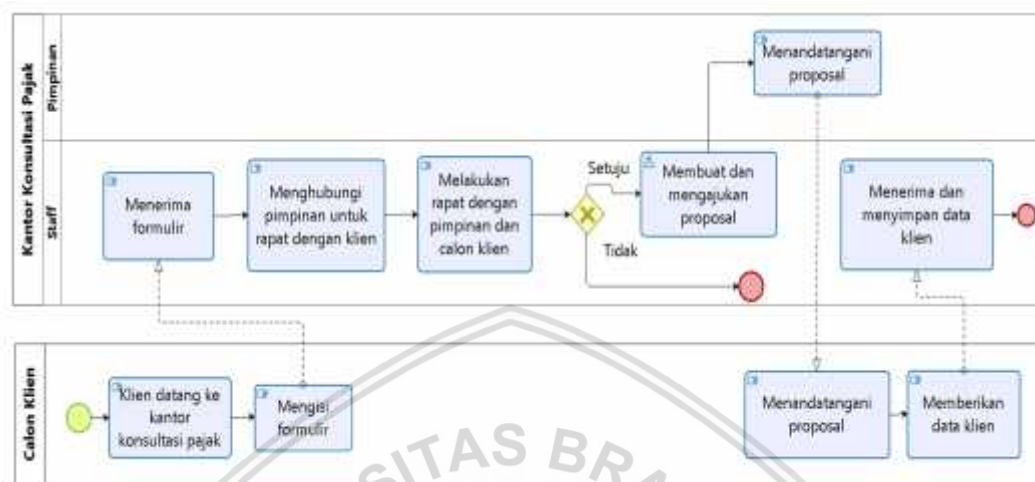 Kantor Konsultasi Pajak
Pimpinan
Menandatangani
proposal
Staff
Menerima
formulir
Menghubungi
pimpinan untuk
rapat dengan klien
Melakukan
rapat dengan
pimpinan dan
calon klien
Setuju
Tidak
Membuat dan
mengajukan
proposal
Menerima dan
menyimpan data
klien
Calon Klien
Klien datang ke
kantor
konsultasi pajak
Mengisi
formulir
Menandatangani
proposal
Memberikan
data klien
SITAS BRA